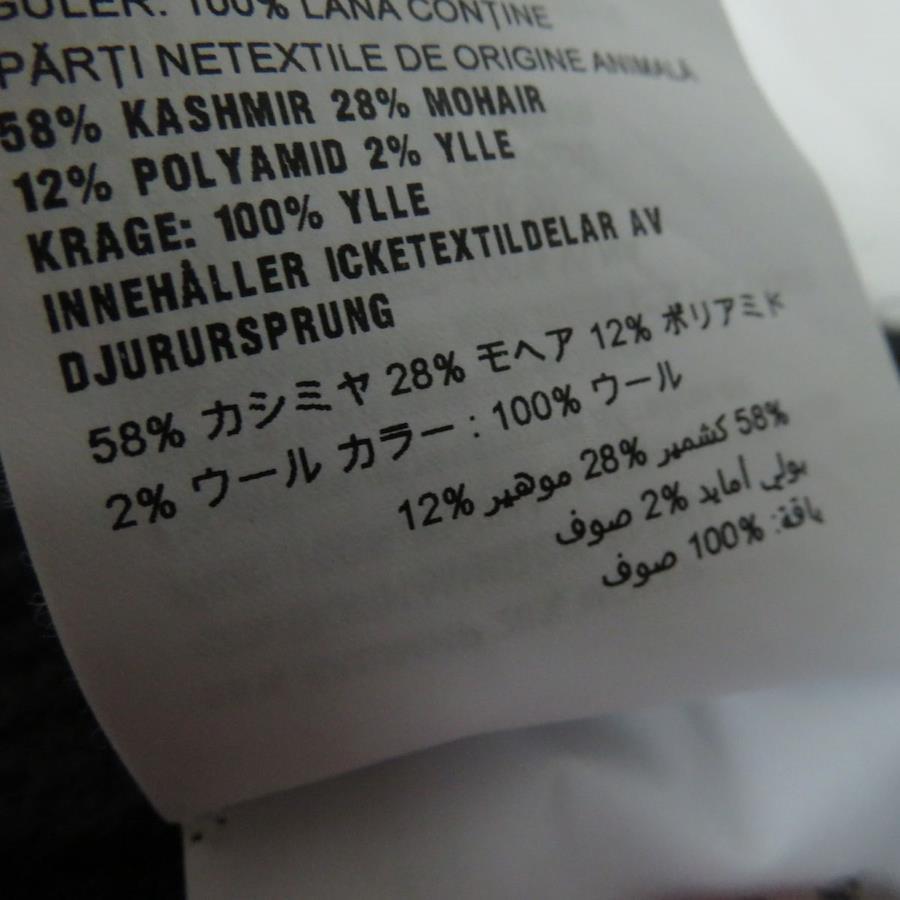 GULER: 100% LANA CONȚINE
PĂRȚI NETEXTILE DE ORIGINE ANIMALĂ
58% KASHMIR 28% MOHAIR
12% POLYAMID 2% YLLE
KRAGE: 100% YLLE
INNEHÅLLER ICKETEXTILDELAR AV
DJURURSPRUNG
58% カシミヤ 28% モヘア 12% ポリアミド
2% ウール カラー : 100% ウール
58% كشمير 28% موهير 12%
بولي أمايد 2% صوف
ياقة: 100% صوف